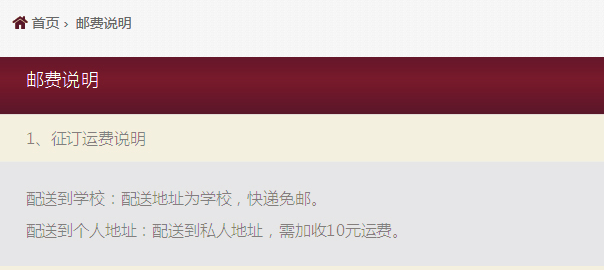 首页 › 邮费说明
邮费说明
1、征订运费说明
配送到学校：配送地址为学校，快递免邮。
配送到个人地址：配送到私人地址，需加收10元运费。